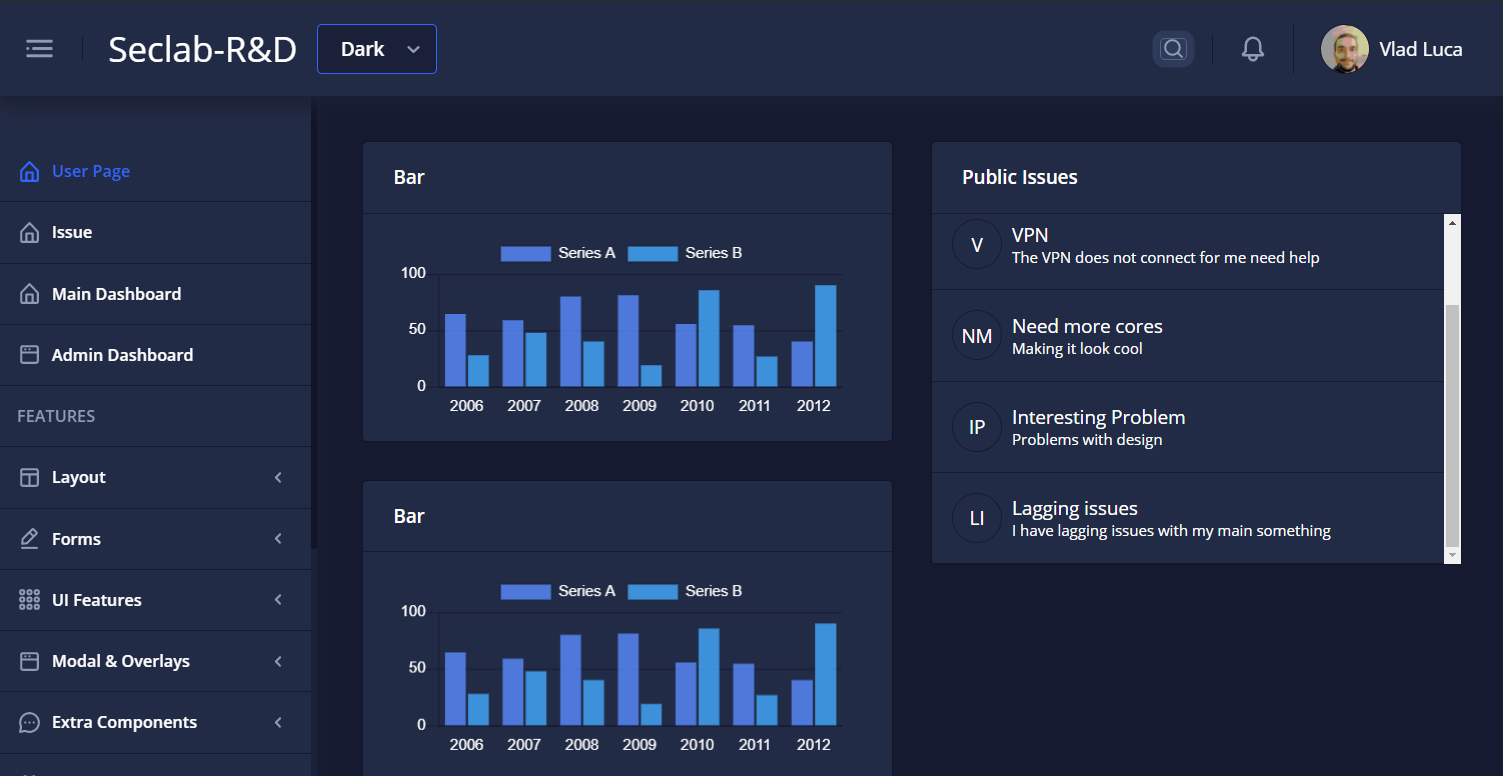 Seclab-R&D
Dark
Vlad Luca
User Page
Issue
Main Dashboard
Admin Dashboard
FEATURES
Layout
Forms
UI Features
Modal & Overlays
Extra Components
Bar
Series A Series B
100
50
0
2006 2007 2008 2009 2010 2011 2012
Bar
Series A Series B
100
50
0
2006 2007 2008 2009 2010 2011 2012
Public Issues
V
VPN
The VPN does not connect for me need help
NM
Need more cores
Making it look cool
IP
Interesting Problem
Problems with design
LI
Lagging issues
I have lagging issues with my main something